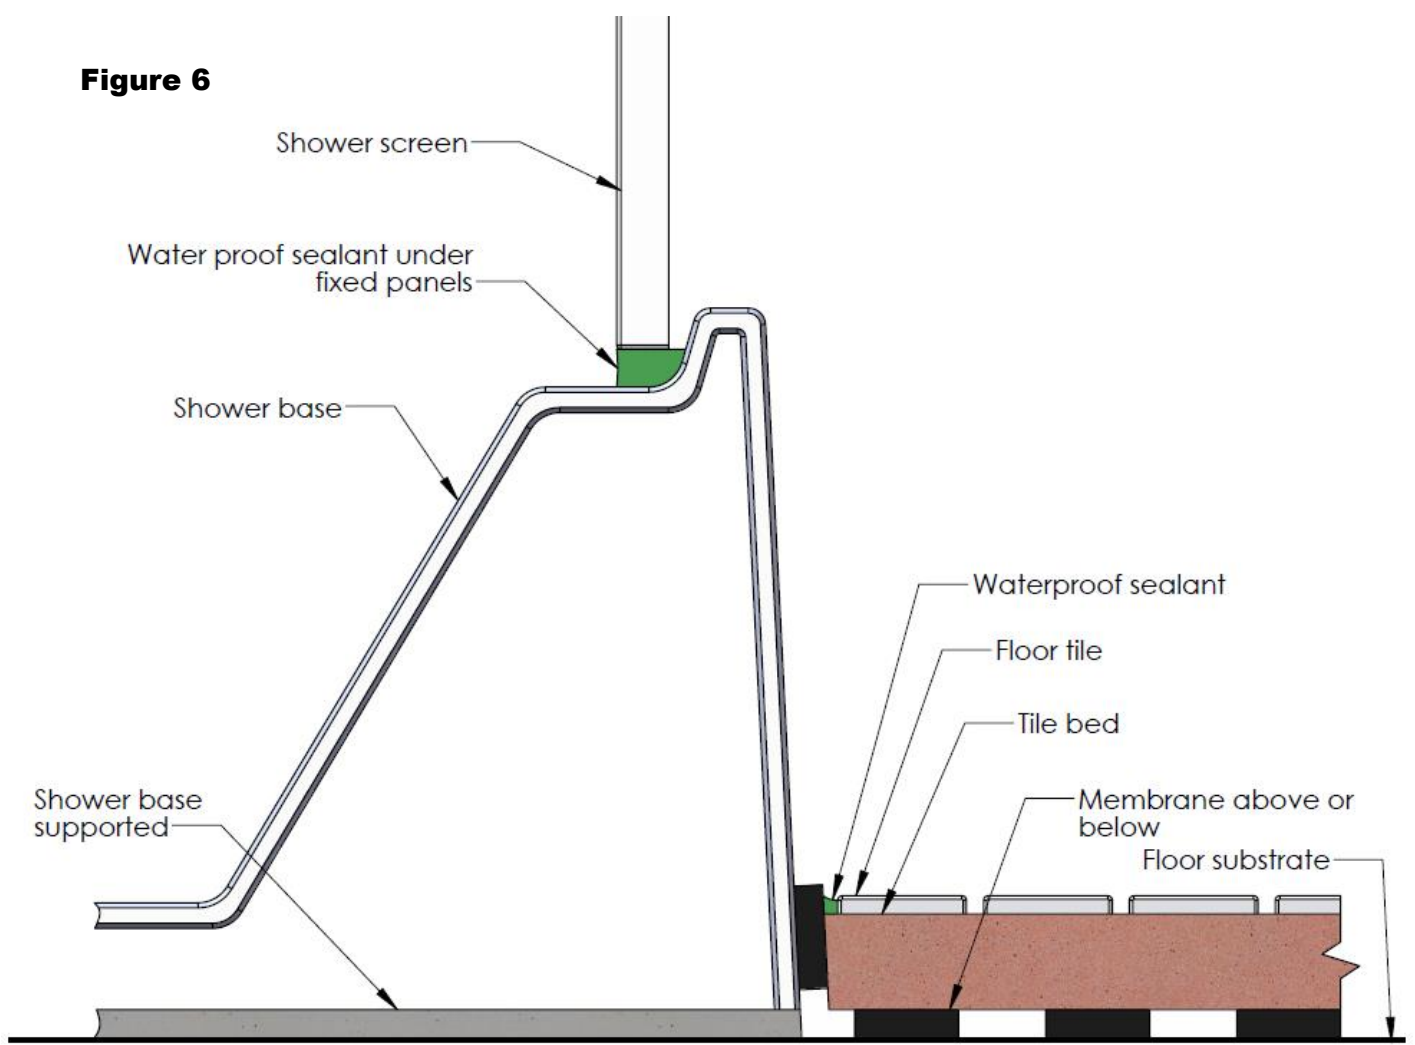 Figure 6
Shower screen
Water proof sealant under
fixed panels
Shower base
Waterproof sealant
Floor tile
Tile bed
Shower base
supported
Membrane above or
below
Floor substrate